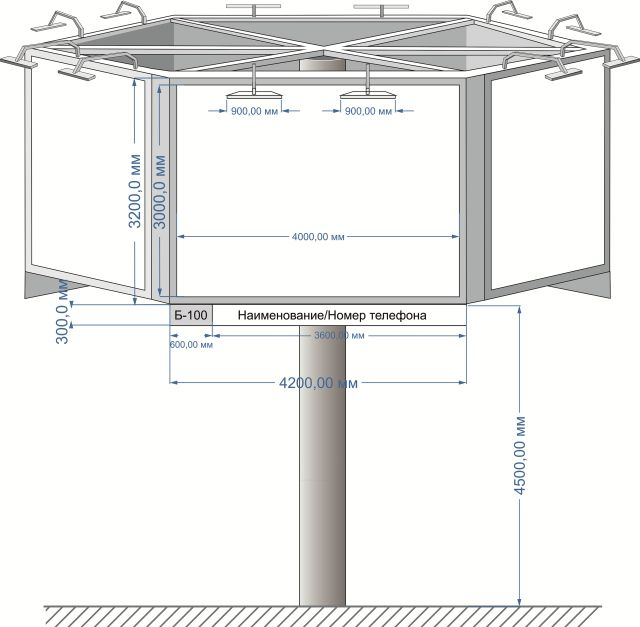 900,00 мм
900,00 мм
3200,0 мм
3000,0 мм
4000,00 мм
300,0 мм
Б-100
Наименование/Номер телефона
600,00 мм
3600,00 мм
4200,00 мм
4500,00 мм